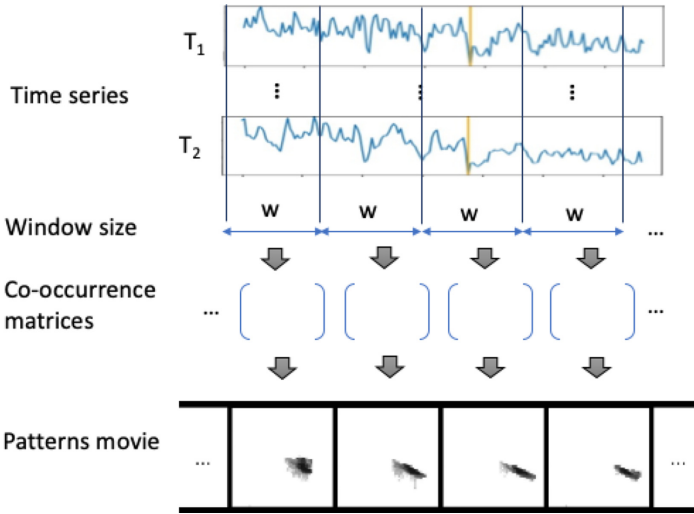 T1
Time series
⋮ ⋮ ⋮
T2
W W W W
Window size ...
Co-occurrence
matrices
... ...
Patterns movie
... ...